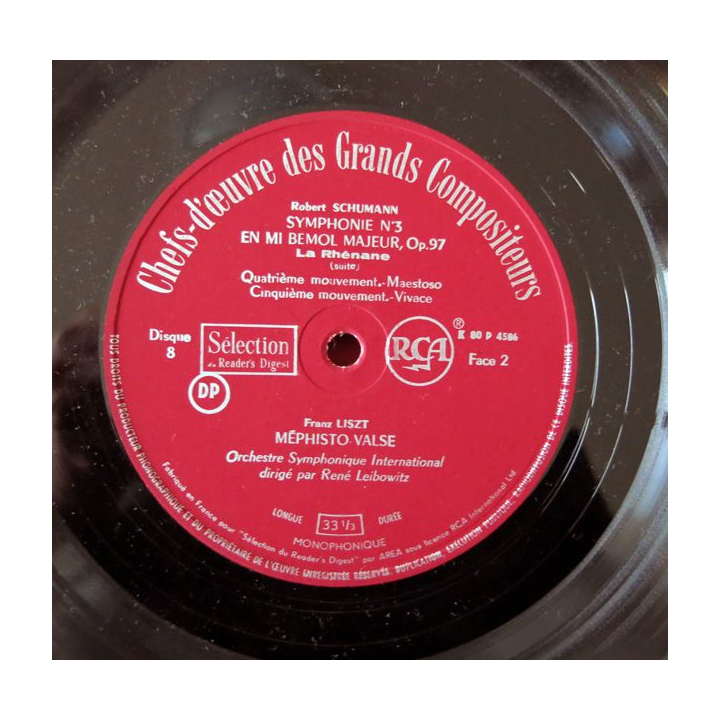 Chefs-d'œuvre des Grands Compositeurs
Robert SCHUMANN
SYMPHONIE N°3
EN MI BEMOL MAJEUR, Op.97
La Rhénane
(suite)
Quatrième mouvement.-Maestoso
Cinquième mouvement.-Vivace
Disque
8
Sélection
du Reader's Digest
DP
RCA
®
K 80 P 4586
Face 2
Franz LISZT
MÉPHISTO-VALSE
Orchestre Symphonique International
dirigé par René Leibowitz
LONGUE 33 1/3 DURÉE
MONOPHONIQUE
Fabriqué en France pour "Sélection du Reader's Digest" par AREA sous licence RCA International Ltd
TOUS DROITS DU PRODUCTEUR PHONOGRAPHIQUE ET DU PROPRIETAIRE DE L'ŒUVRE ENREGISTRÉE RÉSERVÉS. DUPLICATION, EXÉCUTION PUBLIQUE, RADIODIFFUSION DE CE DISQUE INTERDITES.